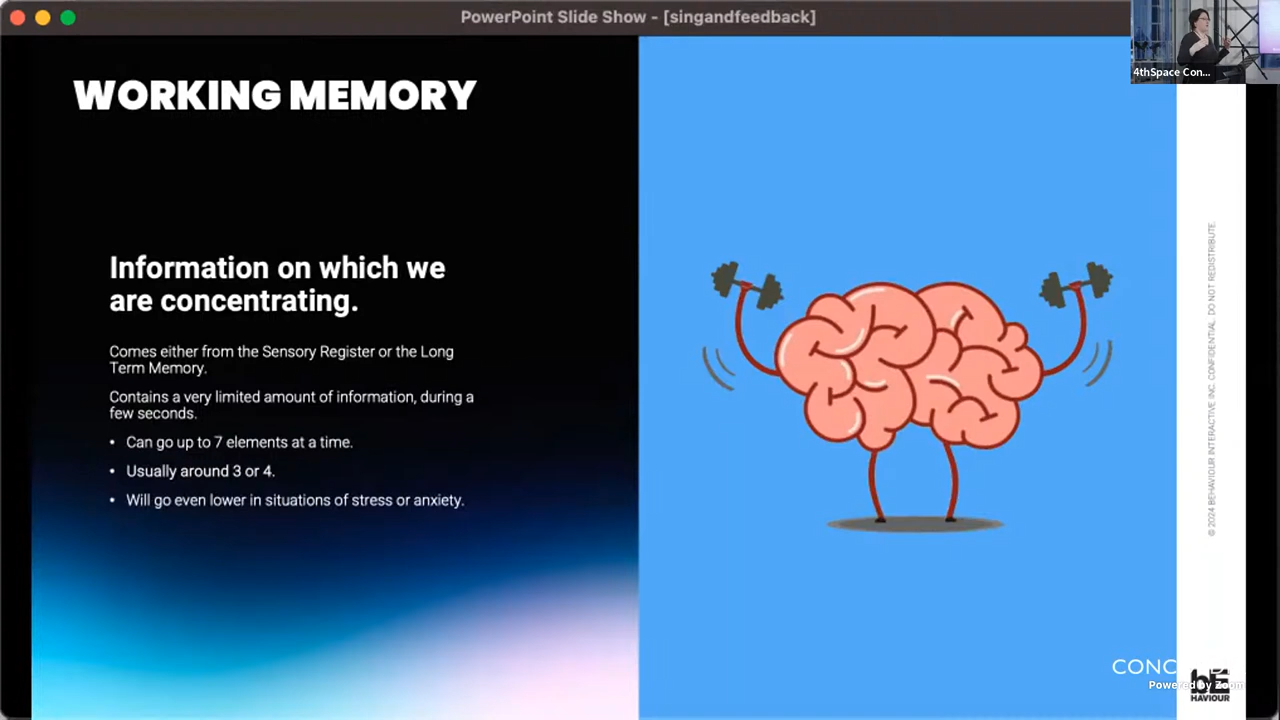 PowerPoint Slide Show - [singandfeedback]
4thSpace Con...
WORKING MEMORY
Information on which we
are concentrating.
Comes either from the Sensory Register or the Long
Term Memory.
Contains a very limited amount of information, during a
few seconds.
• Can go up to 7 elements at a time.
• Usually around 3 or 4.
• Will go even lower in situations of stress or anxiety.
© 2024 BEHAVIOUR INTERACTIVE INC. CONFIDENTIAL. DO NOT REDISTRIBUTE.
Powered by Zoom
bE
HAVIOUR